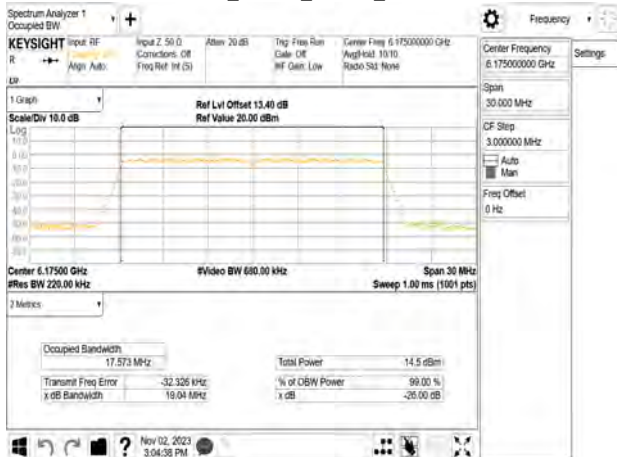 Spectrum Analyzer 1
Occupied BW
+
Frequency
KEYSIGHT
Input: RF
Input Z: 50 Ω
Atten: 20 dB
Trig: Free Run
Center Freq: 6.175000000 GHz
R
Corrections: Off
Gate: Off
Avg|Hold: 10/10
Align: Auto
Freq Ref: Int (S)
#IF Gain: Low
Radio Std: None
Center Frequency
6.175000000 GHz
Settings
Span
30.000 MHz
CF Step
3.000000 MHz
Auto
Man
Freq Offset
0 Hz
1 Graph
Ref Lvl Offset 13.40 dB
Scale/Div 10.0 dB
Ref Value 20.00 dBm
Log
10.0
0.00
Center 6.17500 GHz
#Video BW 680.00 kHz
Span 30 MHz
#Res BW 220.00 kHz
Sweep 1.00 ms (1001 pts)
2 Metrics
Occupied Bandwidth
17.573 MHz
Total Power
14.5 dBm
Transmit Freq Error
-32.326 kHz
% of OBW Power
99.00 %
x dB Bandwidth
19.04 MHz
x dB
-26.00 dB
?
Nov 02, 2023
3:04:38 PM